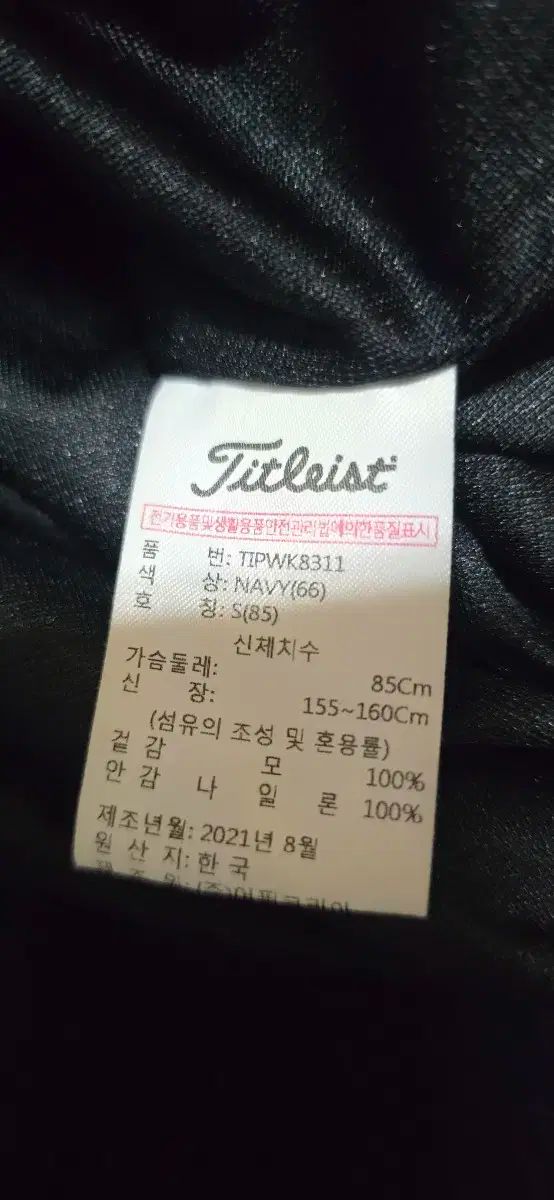 Titleist
전기용품및생활용품안전관리법에의한품질표시
품 번: TIPWK8311
색 상: NAVY(66)
호 칭: S(85)
신체치수
가슴둘레: 85Cm
신 장: 155~160Cm
(섬유의 조성 및 혼용률)
겉 감 모 100%
안 감 나 일 론 100%
제조년월: 2021년 8월
원 산 지: 한 국